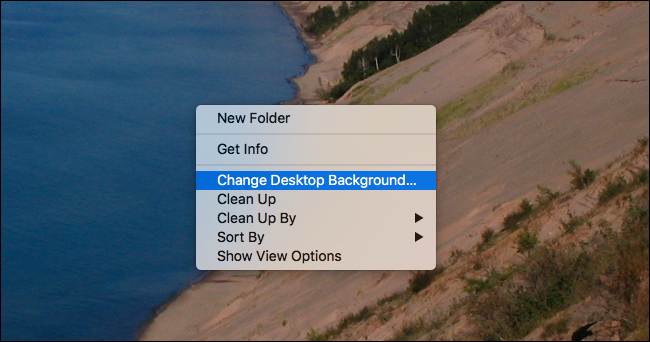 New Folder
Get Info
Change Desktop Background...
Clean Up
Clean Up By
Sort By
Show View Options